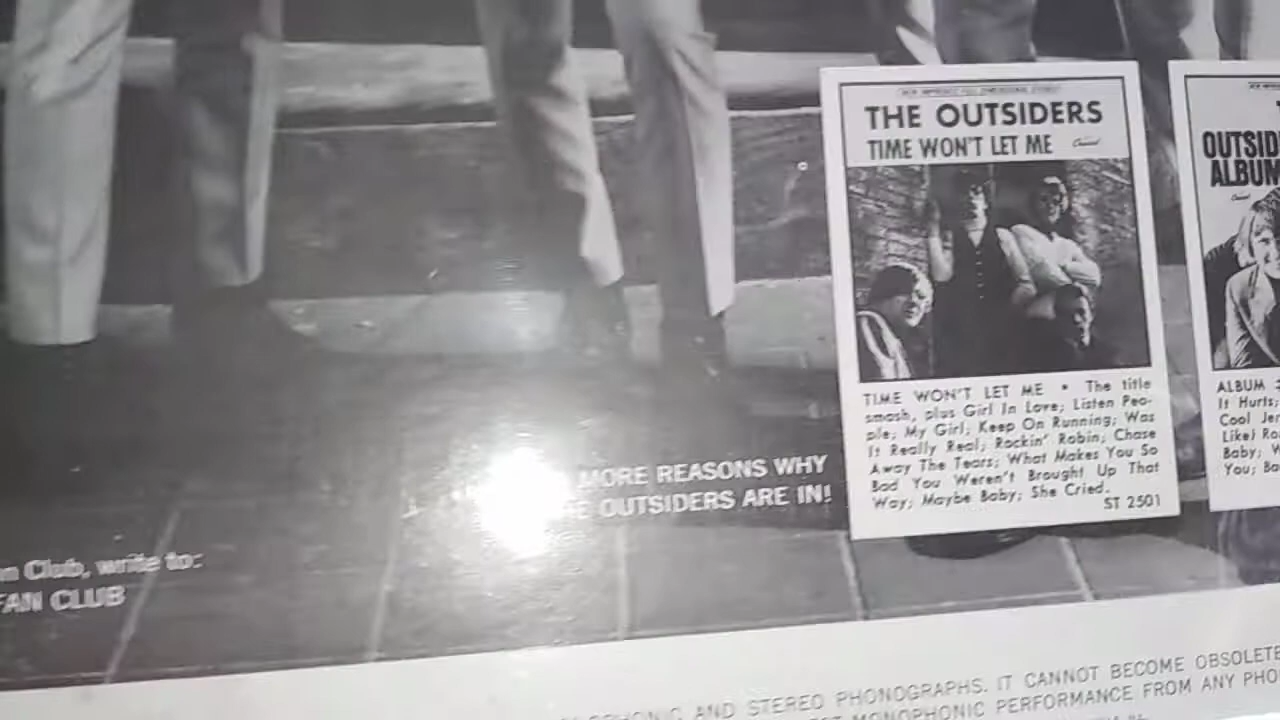 THE OUTSIDERS
TIME WON'T LET ME
Capitol
TIME WON'T LET ME • The title
smash, plus Girl In Love; Listen Peo-
ple; My Girl; Keep On Running; Was
It Really Real; Rockin' Robin; Chase
Away The Tears; What Makes You So
Bad You Weren't Brought Up That
Way; Maybe Baby; She Cried.
ST 2501
OUTSID
ALBUM
Capitol
ALBUM
It Hurts;
Cool Je
Like) Ro
Baby; W
You; Ba
MORE REASONS WHY
OUTSIDERS ARE IN!
n Club, write to:
FAN CLUB
AND STEREO PHONOGRAPHS. IT CANNOT BECOME OBSOLETE
MONOPHONIC PERFORMANCE FROM ANY PHO